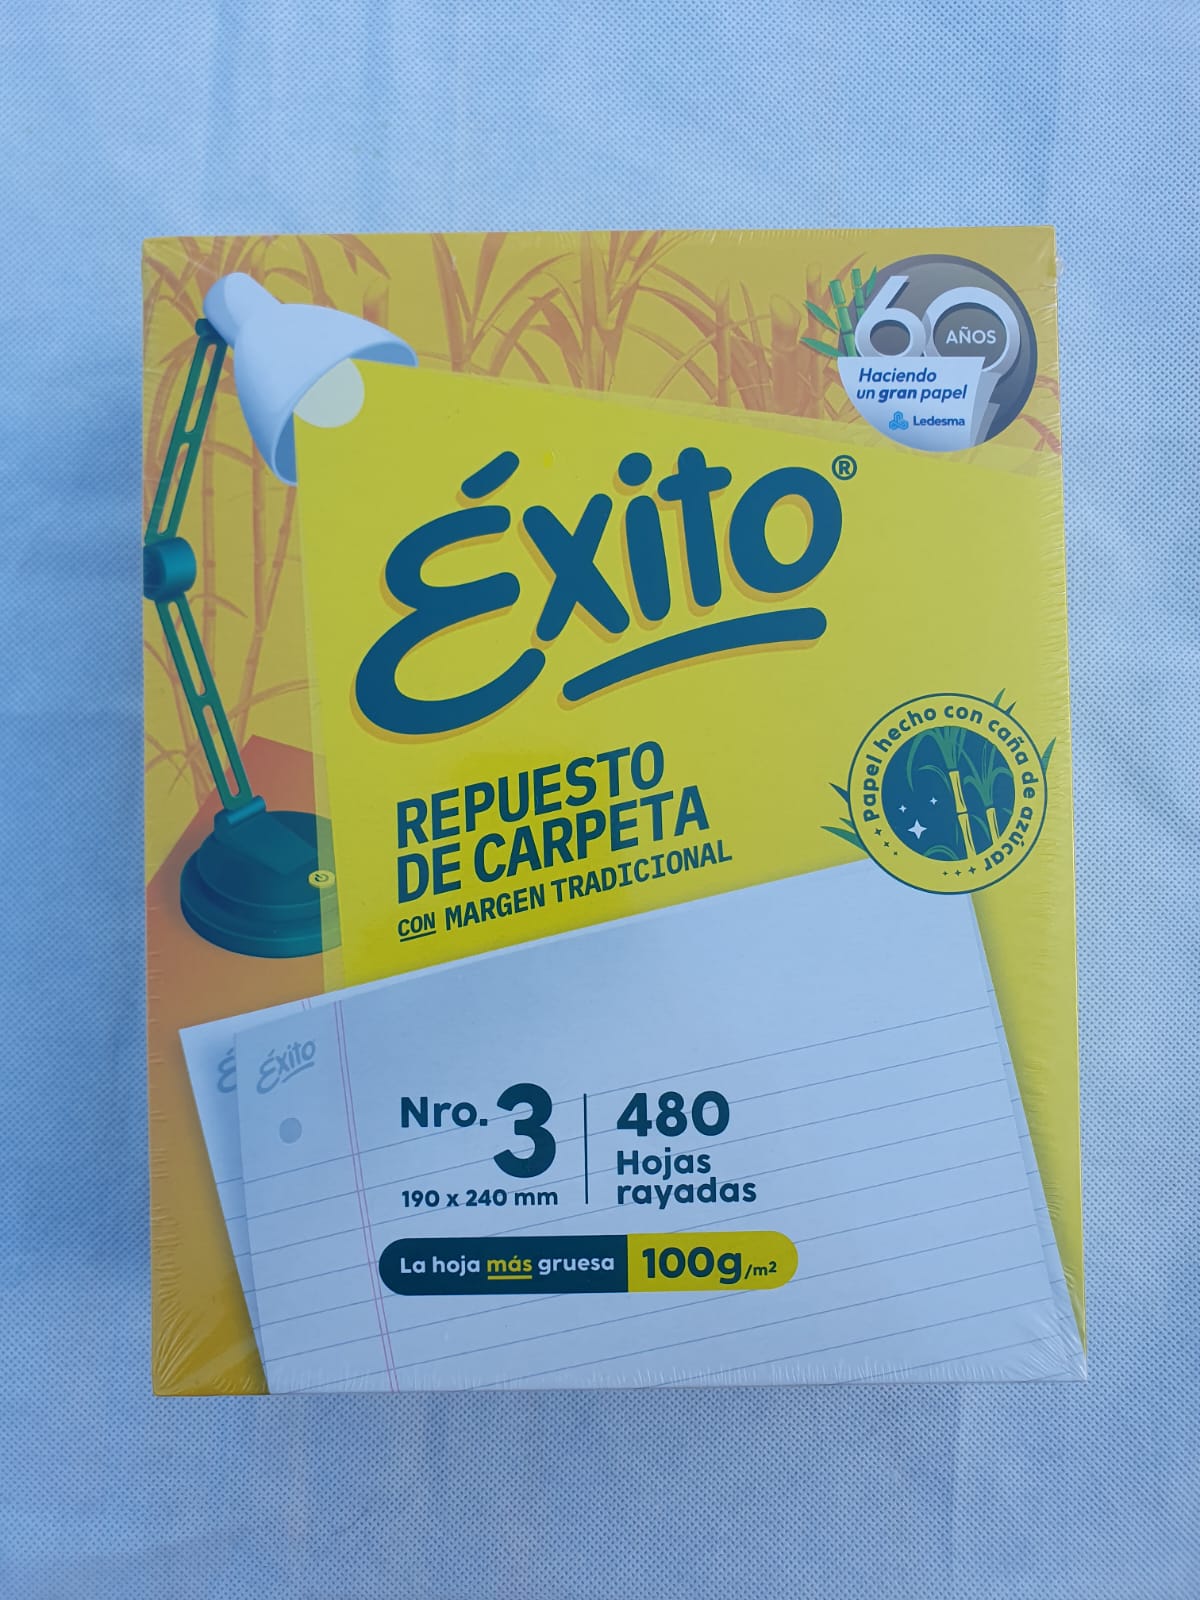 60 AÑOS
Haciendo
un gran papel
Ledesma
Éxito®
Papel hecho con caña de azúcar
REPUESTO
DE CARPETA
CON MARGEN TRADICIONAL
É
Éxito
Nro. 3
190 x 240 mm
480
Hojas
rayadas
La hoja más gruesa 100g/m²